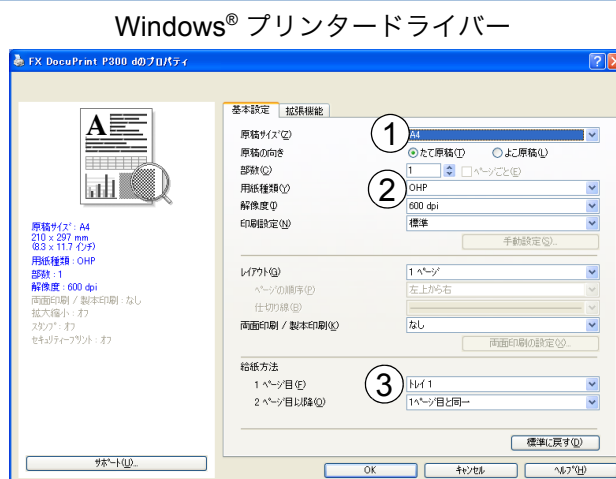 Windows® プリンタードライバー
FX DocuPrint P300 dのプロパティ
基本設定 拡張機能
原稿サイズ(Z) ① A4
原稿の向き たて原稿(T) よこ原稿(L)
部数(C) 1 ページごと(E)
用紙種類(Y) ② OHP
解像度(I) 600 dpi
印刷設定(N) 標準
手動設定(S)...
レイアウト(G) 1 ページ
ページの順序(P) 左上から右
仕切り線(B)
両面印刷 / 製本印刷(K) なし
両面印刷の設定(X)...
給紙方法
1 ページ目(F) ③ トレイ 1
2 ページ目以降(O) 1ページ目と同一
標準に戻す(D)
A
原稿サイズ : A4
210 x 297 mm
(8.3 x 11.7 インチ)
用紙種類 : OHP
部数 : 1
解像度 : 600 dpi
両面印刷 / 製本印刷 : なし
拡大縮小 : オフ
スタンプ : オフ
セキュリティープリント : オフ
サポート(U)...
OK キャンセル ヘルプ(H)